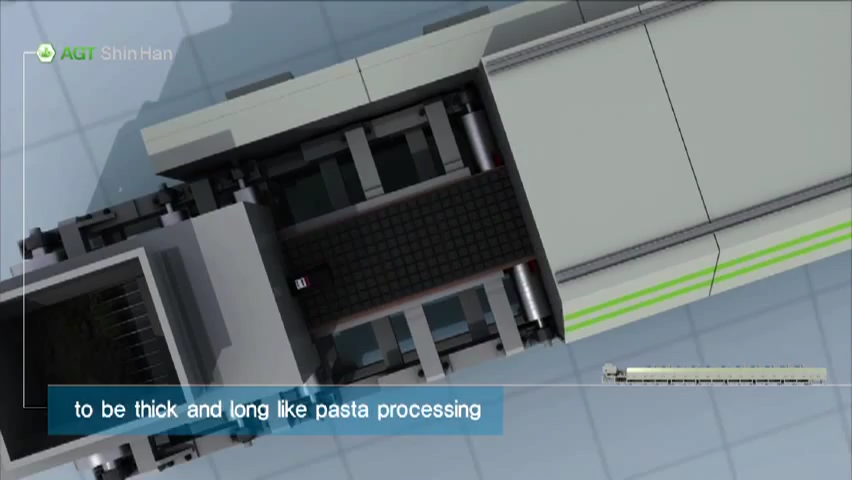 AGT Shin Han
to be thick and long like pasta processing